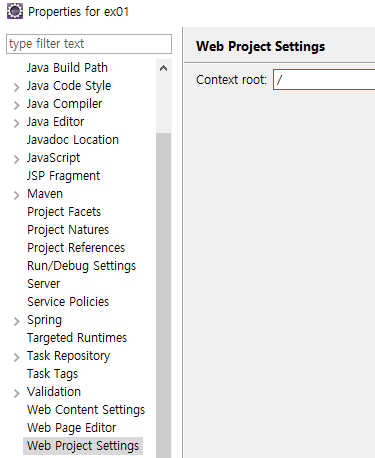 Properties for ex01
type filter text
Java Build Path
Java Code Style
Java Compiler
Java Editor
Javadoc Location
JavaScript
JSP Fragment
Maven
Project Facets
Project Natures
Project References
Run/Debug Settings
Server
Service Policies
Spring
Targeted Runtimes
Task Repository
Task Tags
Validation
Web Content Settings
Web Page Editor
Web Project Settings
Web Project Settings
Context root: /